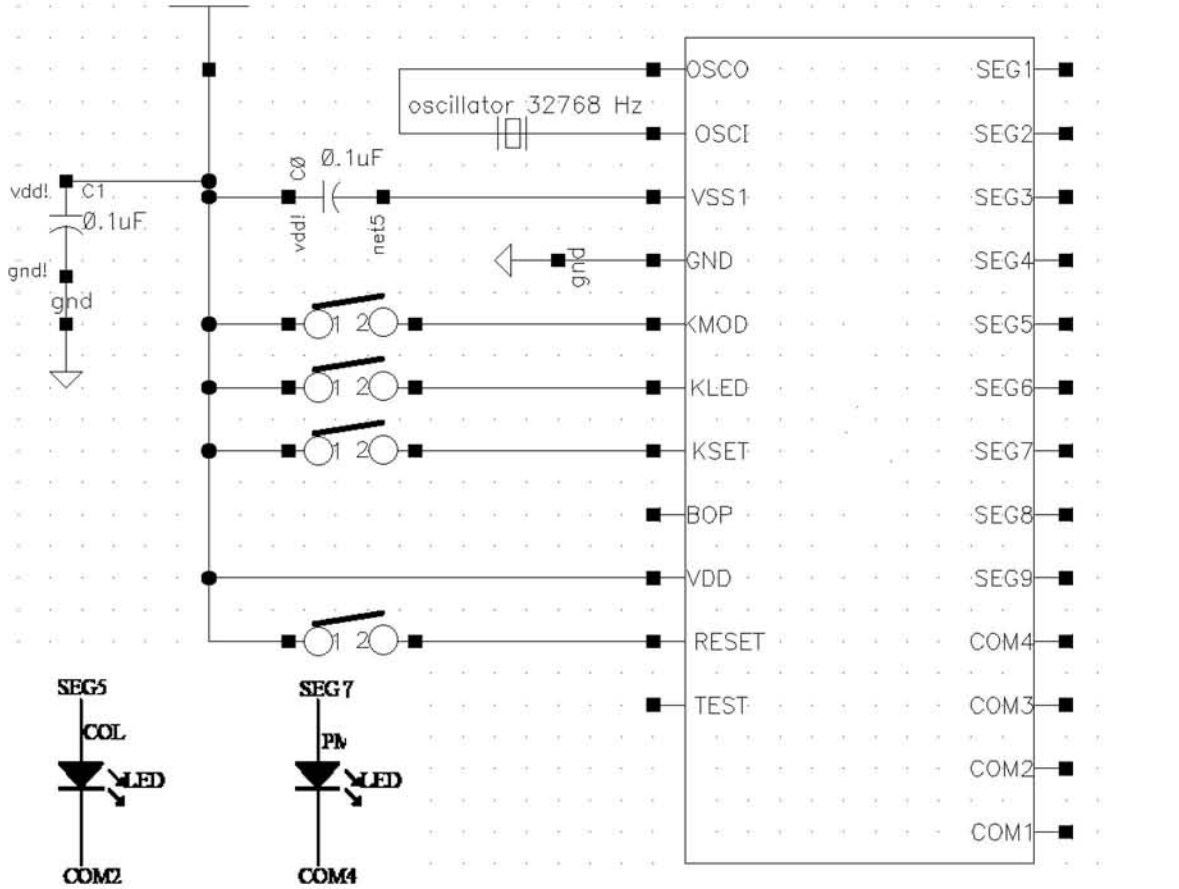 OSCO
SEG1
oscillator 32768 Hz
OSCI
SEG2
0.1uF
C0
vdd!
C1
VSS1
SEG3
0.1uF
vdd!
net5
gnd!
gnd
GND
SEG4
gnd
1 2
KMOD
SEG5
1 2
KLED
SEG6
1 2
KSET
SEG7
BOP
SEG8
VDD
SEG9
1 2
RESET
COM4
SEG5
SEG7
TEST
COM3
COL
PM
LED
LED
COM2
COM1
COM2
COM4